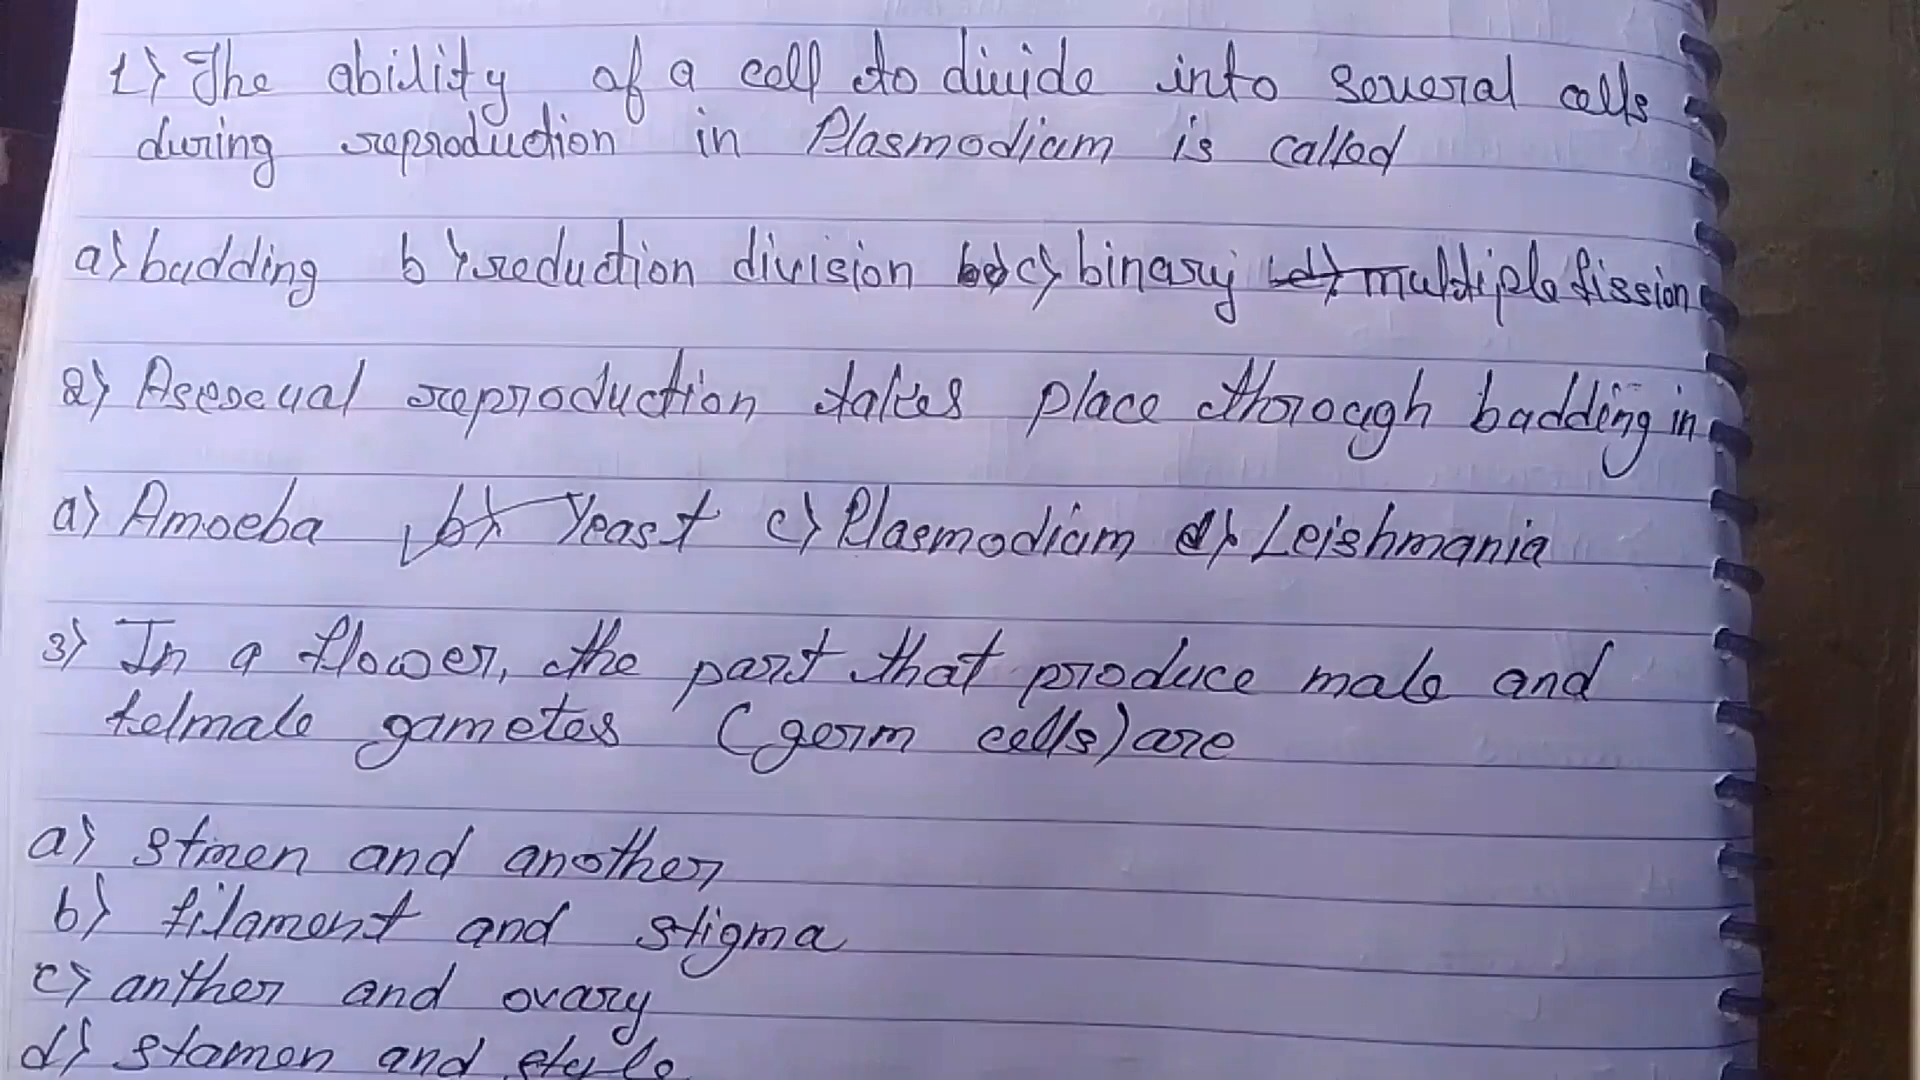 1) The ability of a cell to divide into several cells
during reproduction in Plasmodium is called
a) budding b) reduction division c) binary d) multiple fission
2) Asexual reproduction takes place through budding in
a) Amoeba b) Yeast c) Plasmodium d) Leishmania
3) In a flower, the part that produce male and
felmale gametes (germ cells) are
a) stmen and another
b) filament and stigma
c) anther and ovary
d) stamen and style